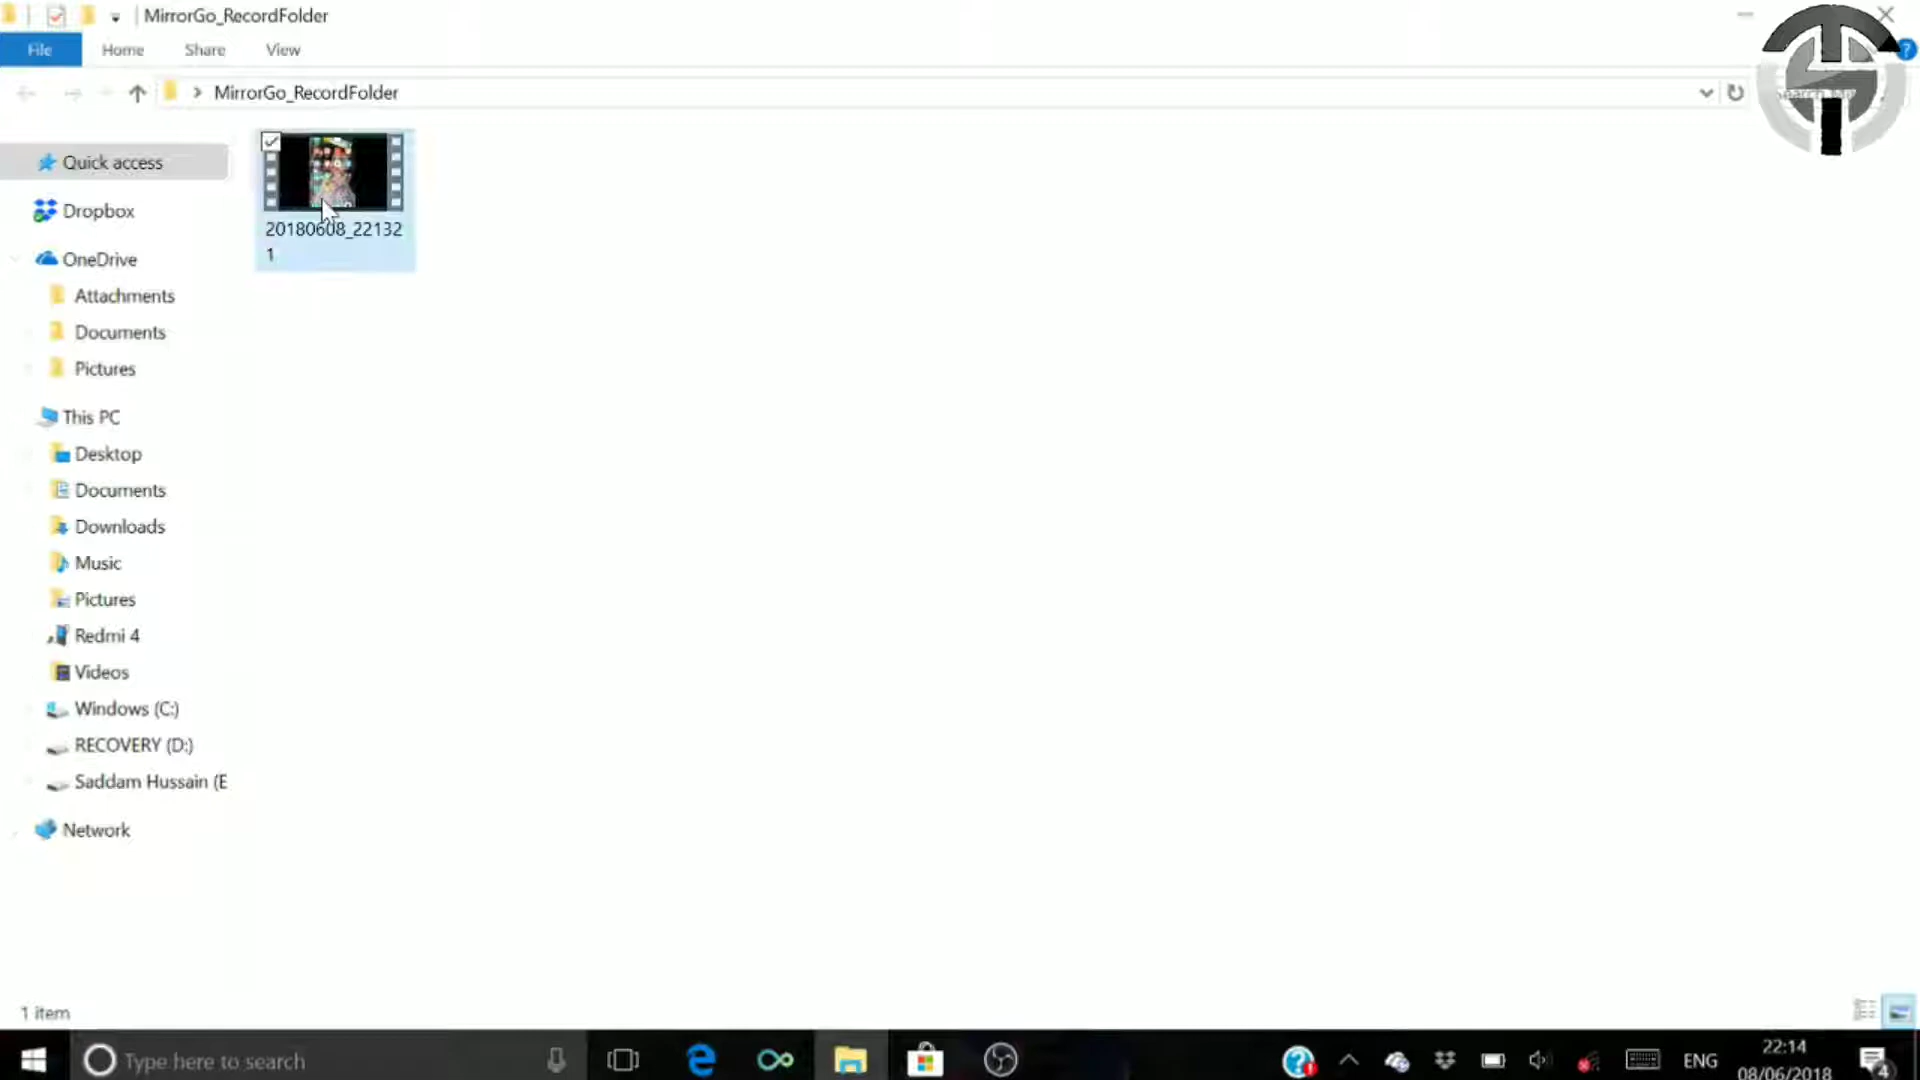 MirrorGo_RecordFolder
File Home Share View
MirrorGo_RecordFolder
Quick access
20180608_22132
1
Dropbox
OneDrive
Attachments
Documents
Pictures
This PC
Desktop
Documents
Downloads
Music
Pictures
Redmi 4
Videos
Windows (C:)
RECOVERY (D:)
Saddam Hussain (E
Network
1 item
Type here to search
ENG
22:14
08/06/2018
4